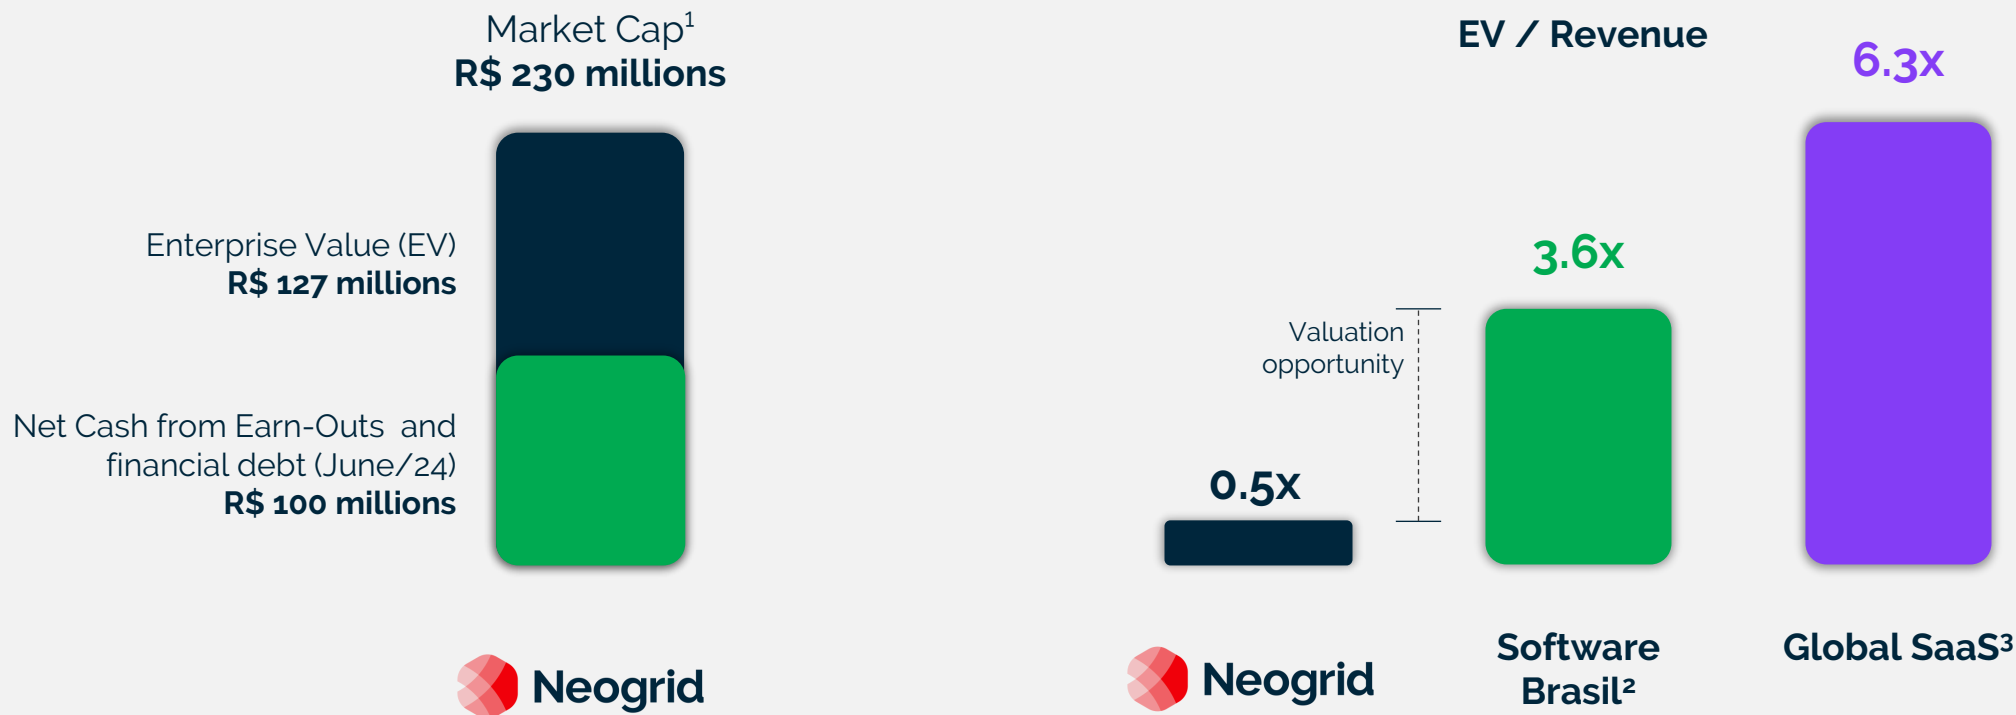 Market Cap¹
R$ 230 millions
Enterprise Value (EV)
R$ 127 millions
Net Cash from Earn-Outs and
financial debt (June/24)
R$ 100 millions
Neogrid
EV / Revenue
6.3x
3.6x
Valuation
opportunity
0.5x
Neogrid
Software
Brasil²
Global SaaS³